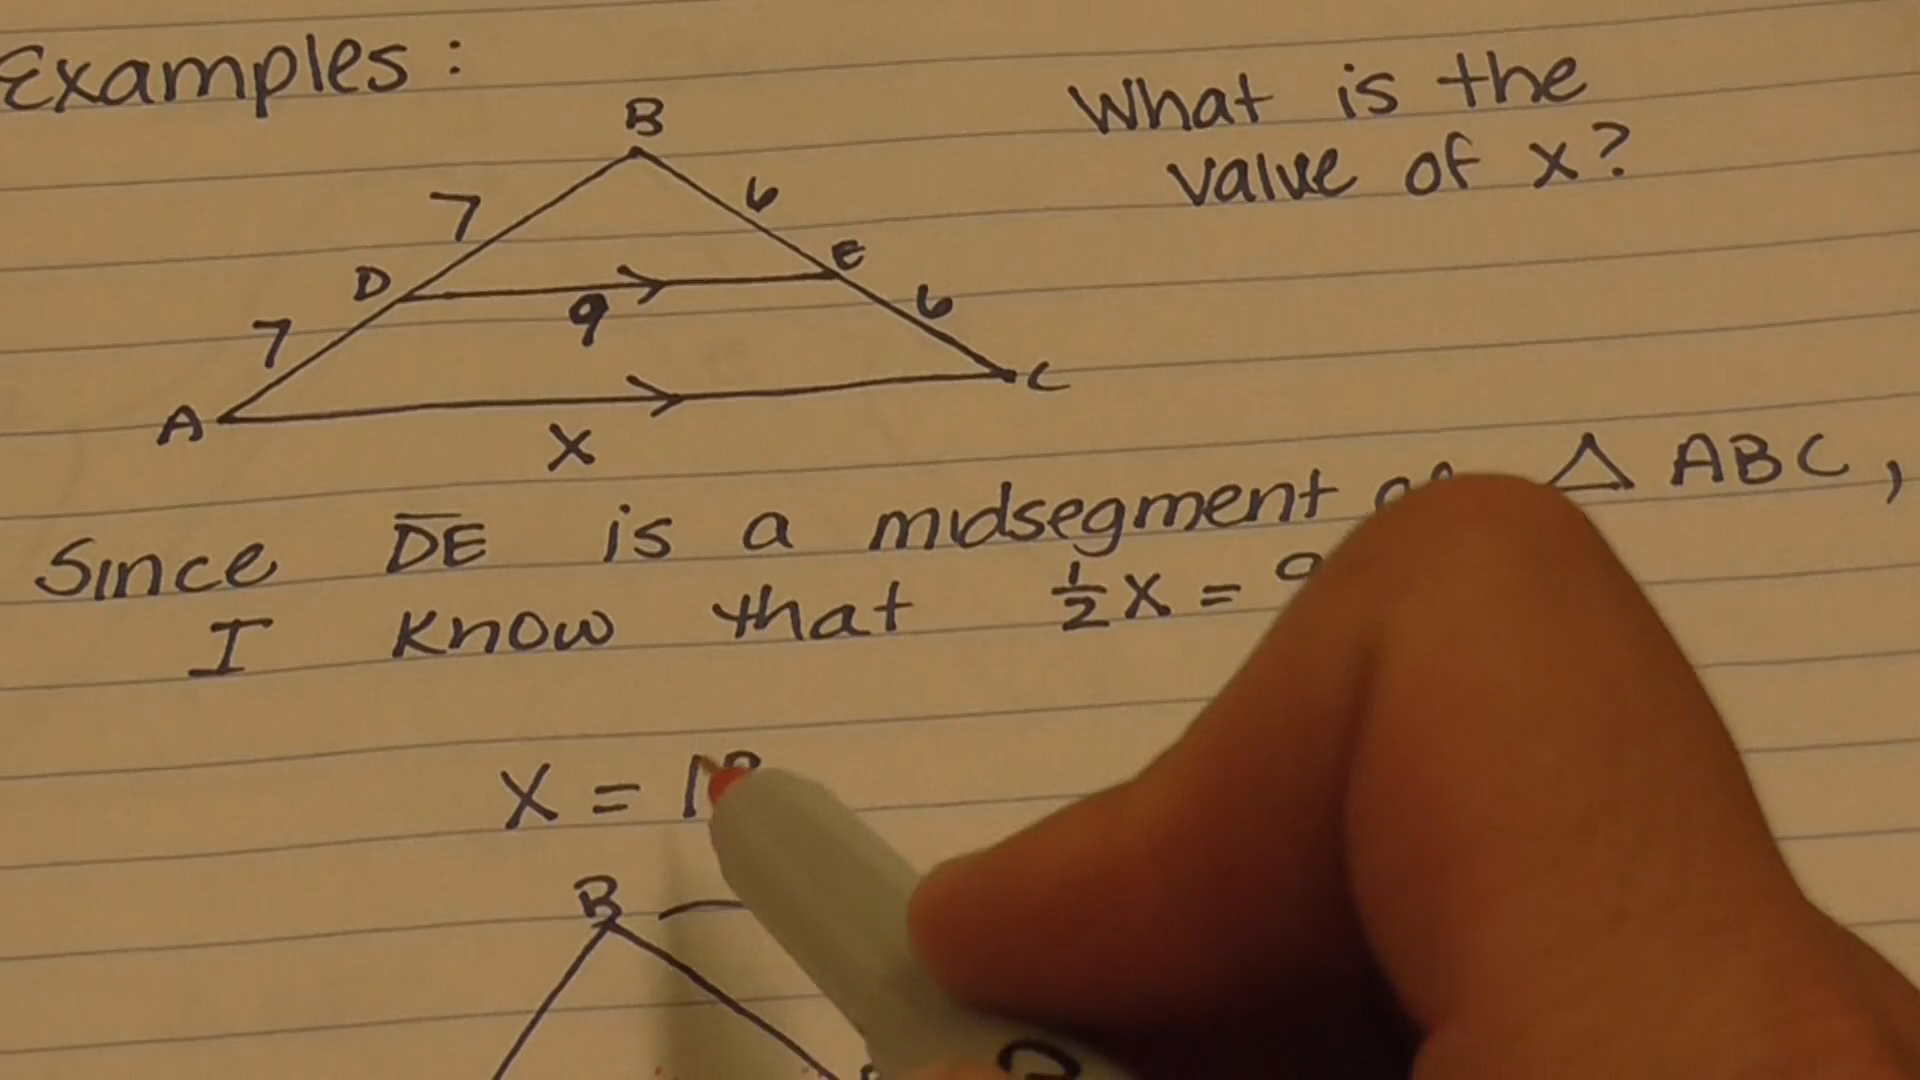 Examples:
What is the
value of x?
B
7
6
D
E
9
7
6
A
C
x
Since DE is a midsegment △ ABC,
I know that ½x =
x =
B